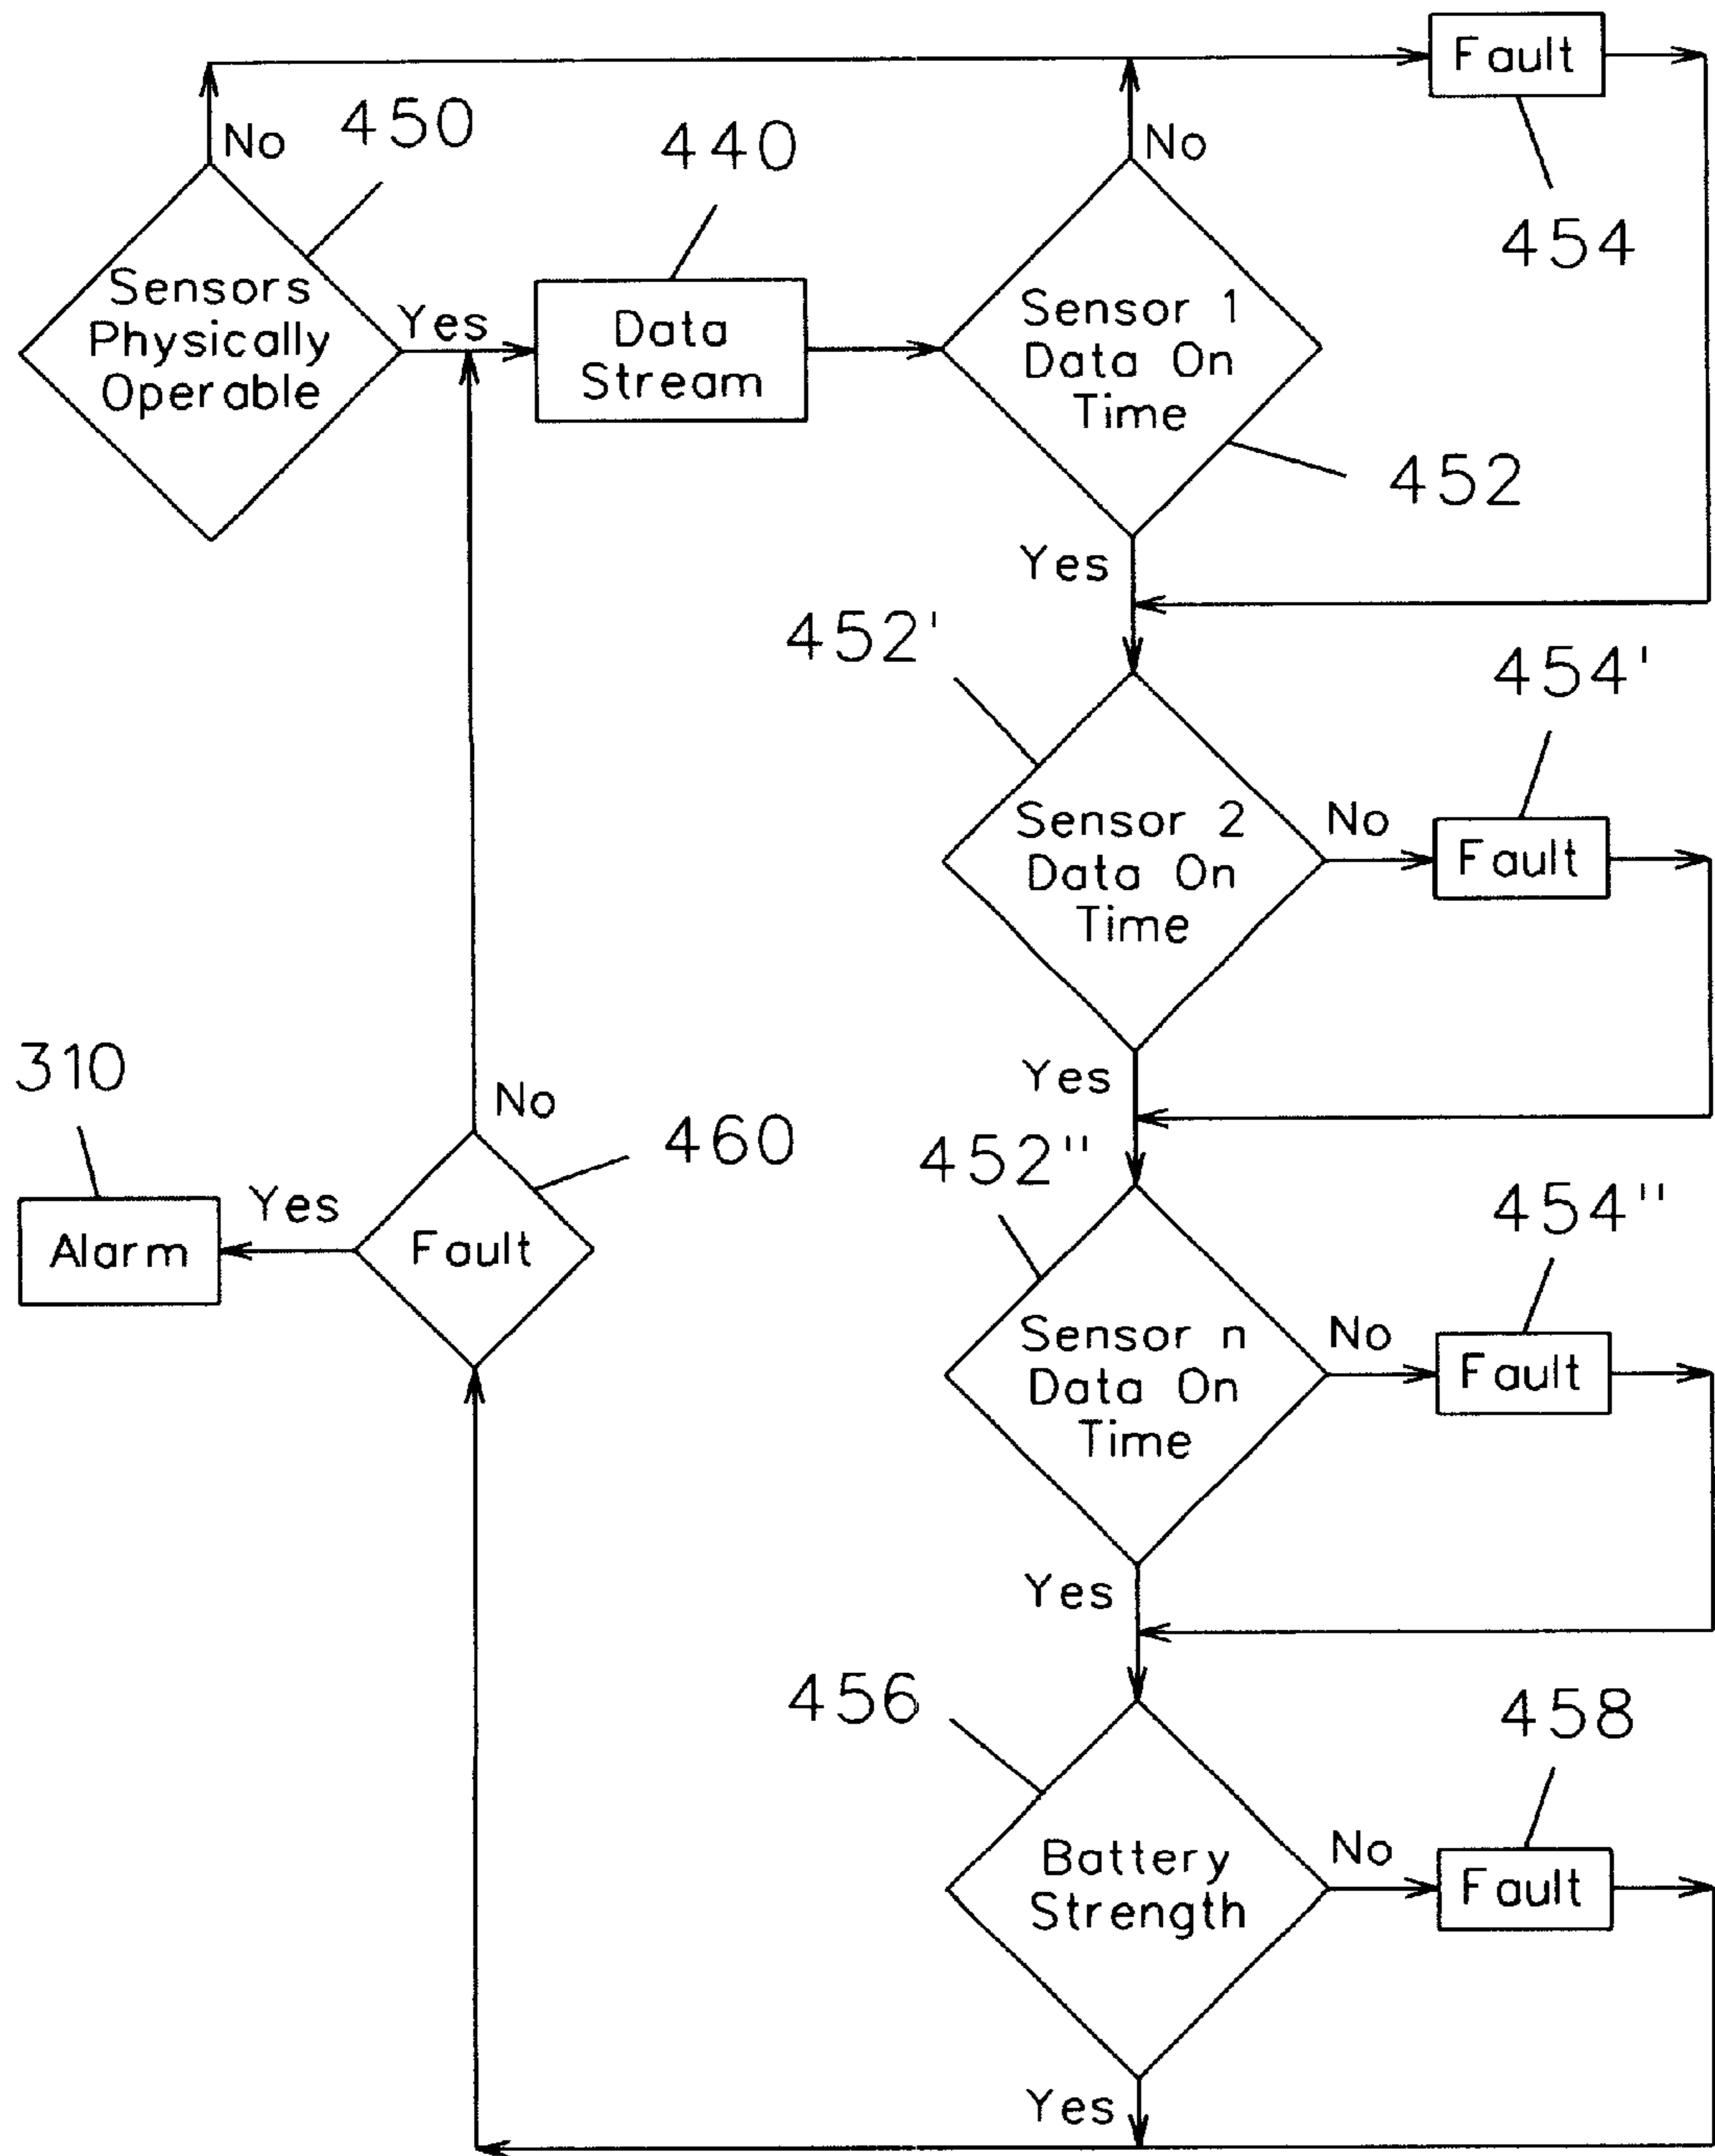 Fault
No
450
440
No
454
Sensors
Physically
Operable
Yes
Data
Stream
Sensor 1
Data On
Time
452
Yes
452'
454'
Sensor 2
Data On
Time
No
Fault
310
Yes
No
460
452"
454"
Alarm
Yes
Fault
Sensor n
Data On
Time
No
Fault
Yes
456
458
Battery
Strength
No
Fault
Yes